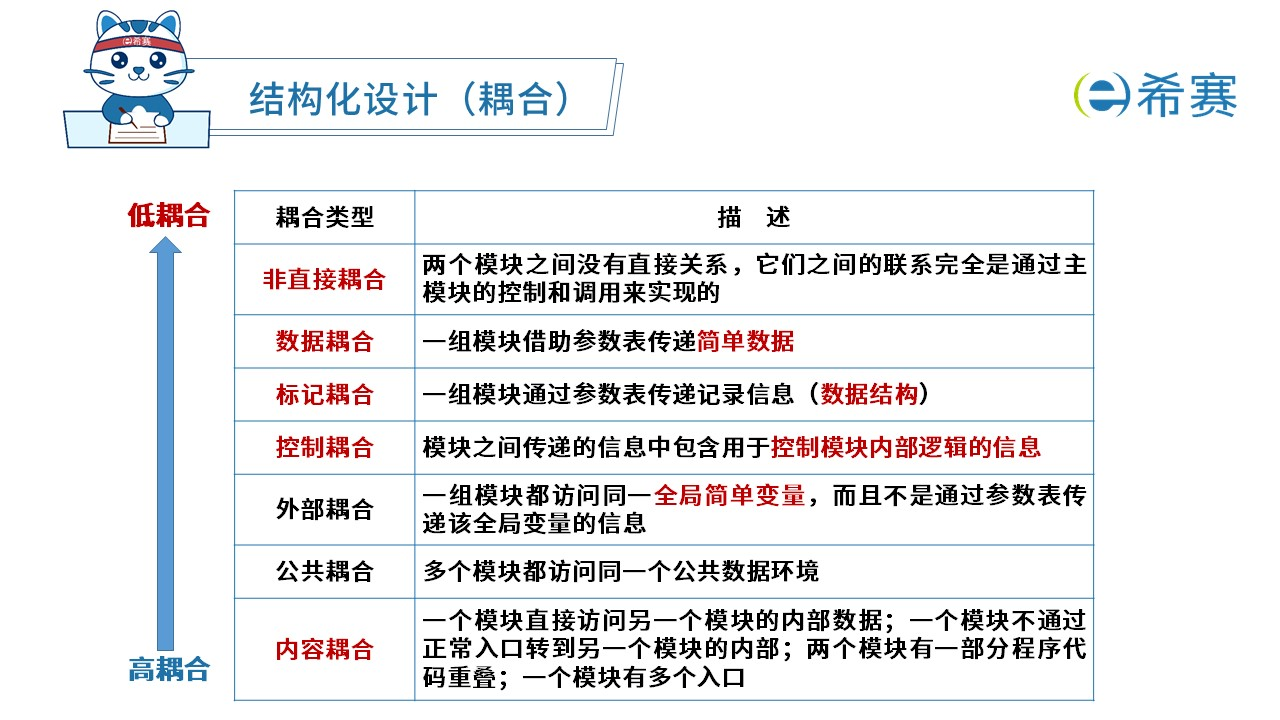 希赛
结构化设计（耦合）
希赛
低耦合
高耦合
耦合类型
描 述
非直接耦合
两个模块之间没有直接关系，它们之间的联系完全是通过主
模块的控制和调用来实现的
数据耦合
一组模块借助参数表传递简单数据
标记耦合
一组模块通过参数表传递记录信息（数据结构）
控制耦合
模块之间传递的信息中包含用于控制模块内部逻辑的信息
外部耦合
一组模块都访问同一全局简单变量，而且不是通过参数表传
递该全局变量的信息
公共耦合
多个模块都访问同一个公共数据环境
内容耦合
一个模块直接访问另一个模块的内部数据；一个模块不通过
正常入口转到另一个模块的内部；两个模块有一部分程序代
码重叠；一个模块有多个入口